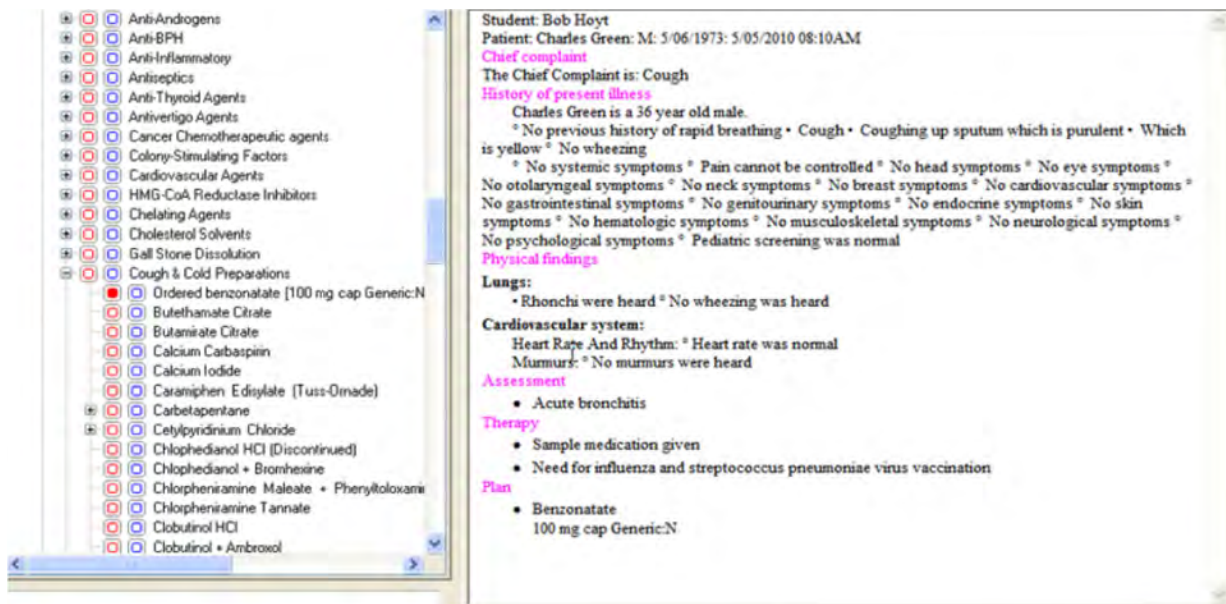 Anti-Androgens
Anti-BPH
Anti-Inflammatory
Antiseptics
Anti-Thyroid Agents
Antivertigo Agents
Cancer Chemotherapeutic agents
Colony-Stimulating Factors
Cardiovascular Agents
HMG-CoA Reductase Inhibitors
Chelating Agents
Cholesterol Solvents
Gall Stone Dissolution
Cough & Cold Preparations
Ordered benzonatate [100 mg cap Generic:N
Butethamate Citrate
Butamirate Citrate
Calcium Carbaspirin
Calcium Iodide
Caramiphen Edisylate (Tuss-Ornade)
Carbetapentane
Cetylpyridinium Chloride
Chlophedianol HCl (Discontinued)
Chlophedianol + Bromhexine
Chlorpheniramine Maleate + Phenyltoloxami
Chlorpheniramine Tannate
Clobutinol HCl
Clobutinol + Ambroxol
Student: Bob Hoyt
Patient: Charles Green: M: 5/06/1973: 5/05/2010 08:10AM
Chief complaint
The Chief Complaint is: Cough
History of present illness
Charles Green is a 36 year old male.
° No previous history of rapid breathing • Cough • Coughing up sputum which is purulent • Which
is yellow ° No wheezing
° No systemic symptoms ° Pain cannot be controlled ° No head symptoms ° No eye symptoms °
No otolaryngeal symptoms ° No neck symptoms ° No breast symptoms ° No cardiovascular symptoms °
No gastrointestinal symptoms ° No genitourinary symptoms ° No endocrine symptoms ° No skin
symptoms ° No hematologic symptoms ° No musculoskeletal symptoms ° No neurological symptoms °
No psychological symptoms ° Pediatric screening was normal
Physical findings
Lungs:
• Rhonchi were heard ° No wheezing was heard
Cardiovascular system:
Heart Rate And Rhythm: ° Heart rate was normal
Murmurs: ° No murmurs were heard
Assessment
• Acute bronchitis
Therapy
• Sample medication given
• Need for influenza and streptococcus pneumoniae virus vaccination
Plan
• Benzonatate
100 mg cap Generic:N